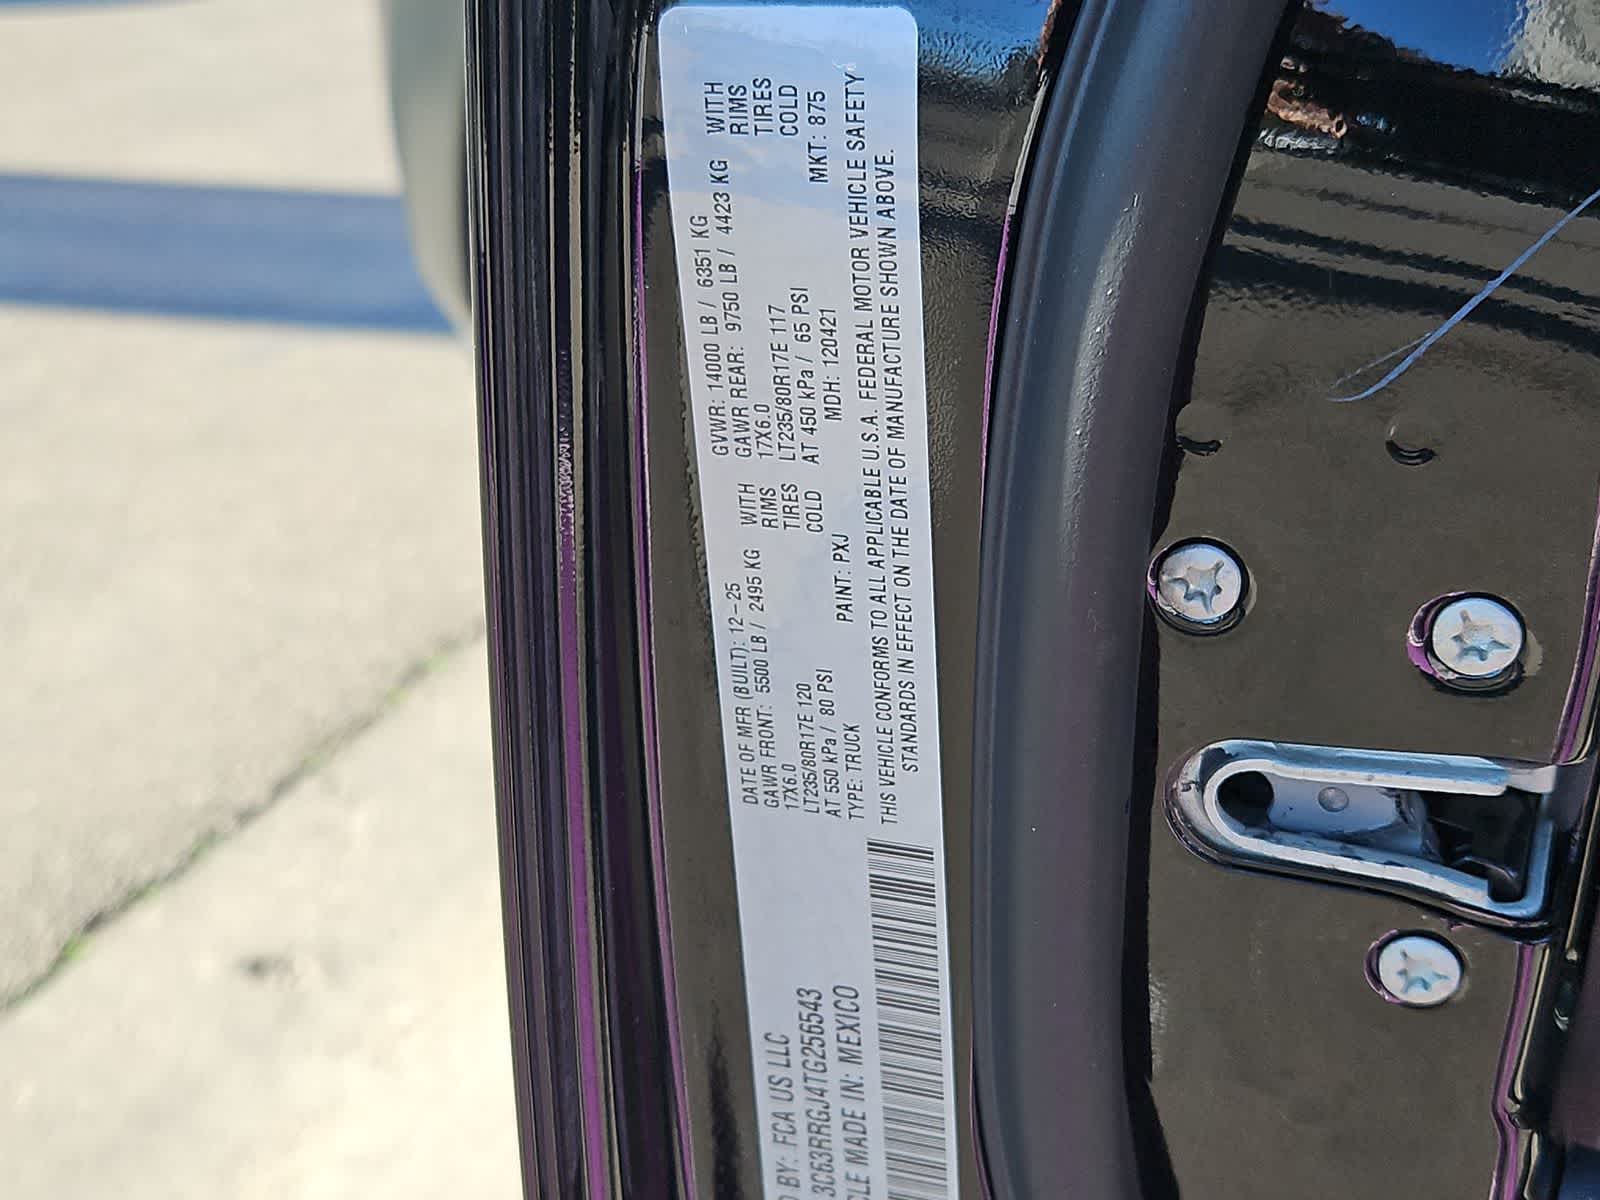 D BY: FCA US LLC
DATE OF MFR (BUILT): 12-25
GVWR: 14000 LB / 6351 KG
GAWR FRONT: 5500 LB / 2495 KG WITH
GAWR REAR: 9750 LB / 4423 KG WITH
17X6.0 RIMS
17X6.0 RIMS
LT235/80R17E 120 TIRES
LT235/80R17E 117 TIRES
AT 550 kPa / 80 PSI COLD
AT 450 kPa / 65 PSI COLD
3C63RRGJ4TG256543
TYPE: TRUCK PAINT: PXJ MDH: 120421 MKT: 875
CLE MADE IN: MEXICO
THIS VEHICLE CONFORMS TO ALL APPLICABLE U.S.A. FEDERAL MOTOR VEHICLE SAFETY
STANDARDS IN EFFECT ON THE DATE OF MANUFACTURE SHOWN ABOVE.